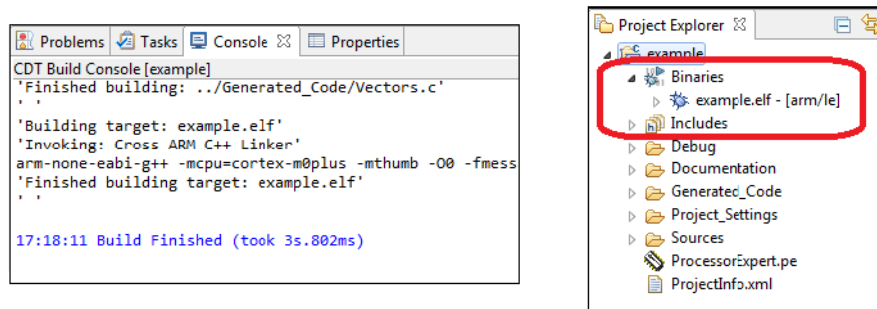 Problems Tasks Console Properties
CDT Build Console [example]
'Finished building: ../Generated_Code/Vectors.c'
' '
'Building target: example.elf'
'Invoking: Cross ARM C++ Linker'
arm-none-eabi-g++ -mcpu=cortex-m0plus -mthumb -O0 -fmess
'Finished building target: example.elf'
' '
17:18:11 Build Finished (took 3s.802ms)
Project Explorer
example
Binaries
example.elf - [arm/le]
Includes
Debug
Documentation
Generated_Code
Project_Settings
Sources
ProcessorExpert.pe
ProjectInfo.xml